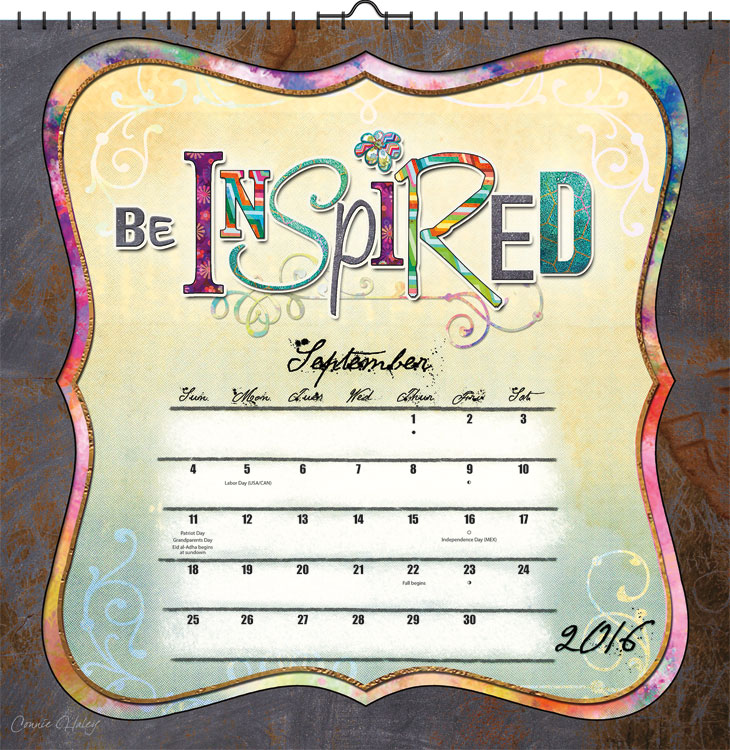 BE INSPIRED
September
Sun Moon Tues Wed Thur Fri Sat
1 2 3
4 5 6 7 8 9 10
Labor Day (USA/CAN)
11 12 13 14 15 16 17
Patriot Day
Grandparents Day
Eid al-Adha begins
at sundown
Independence Day (MEX)
18 19 20 21 22 23 24
Fall begins
25 26 27 28 29 30
2016
Connie Haley